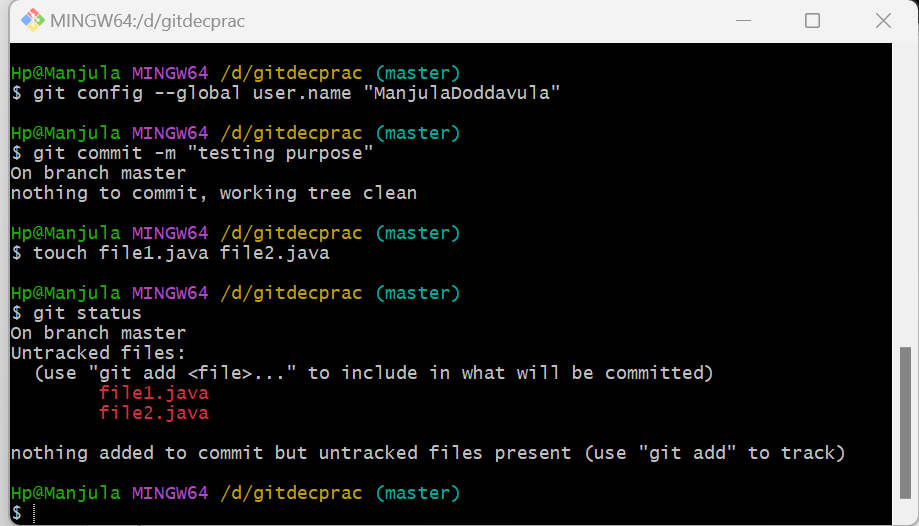 MINGW64:/d/gitdecprac
Hp@Manjula MINGW64 /d/gitdecprac (master)
$ git config --global user.name "ManjulaDoddavula"
Hp@Manjula MINGW64 /d/gitdecprac (master)
$ git commit -m "testing purpose"
On branch master
nothing to commit, working tree clean
Hp@Manjula MINGW64 /d/gitdecprac (master)
$ touch file1.java file2.java
Hp@Manjula MINGW64 /d/gitdecprac (master)
$ git status
On branch master
Untracked files:
  (use "git add <file>..." to include in what will be committed)
        file1.java
        file2.java
nothing added to commit but untracked files present (use "git add" to track)
Hp@Manjula MINGW64 /d/gitdecprac (master)
$